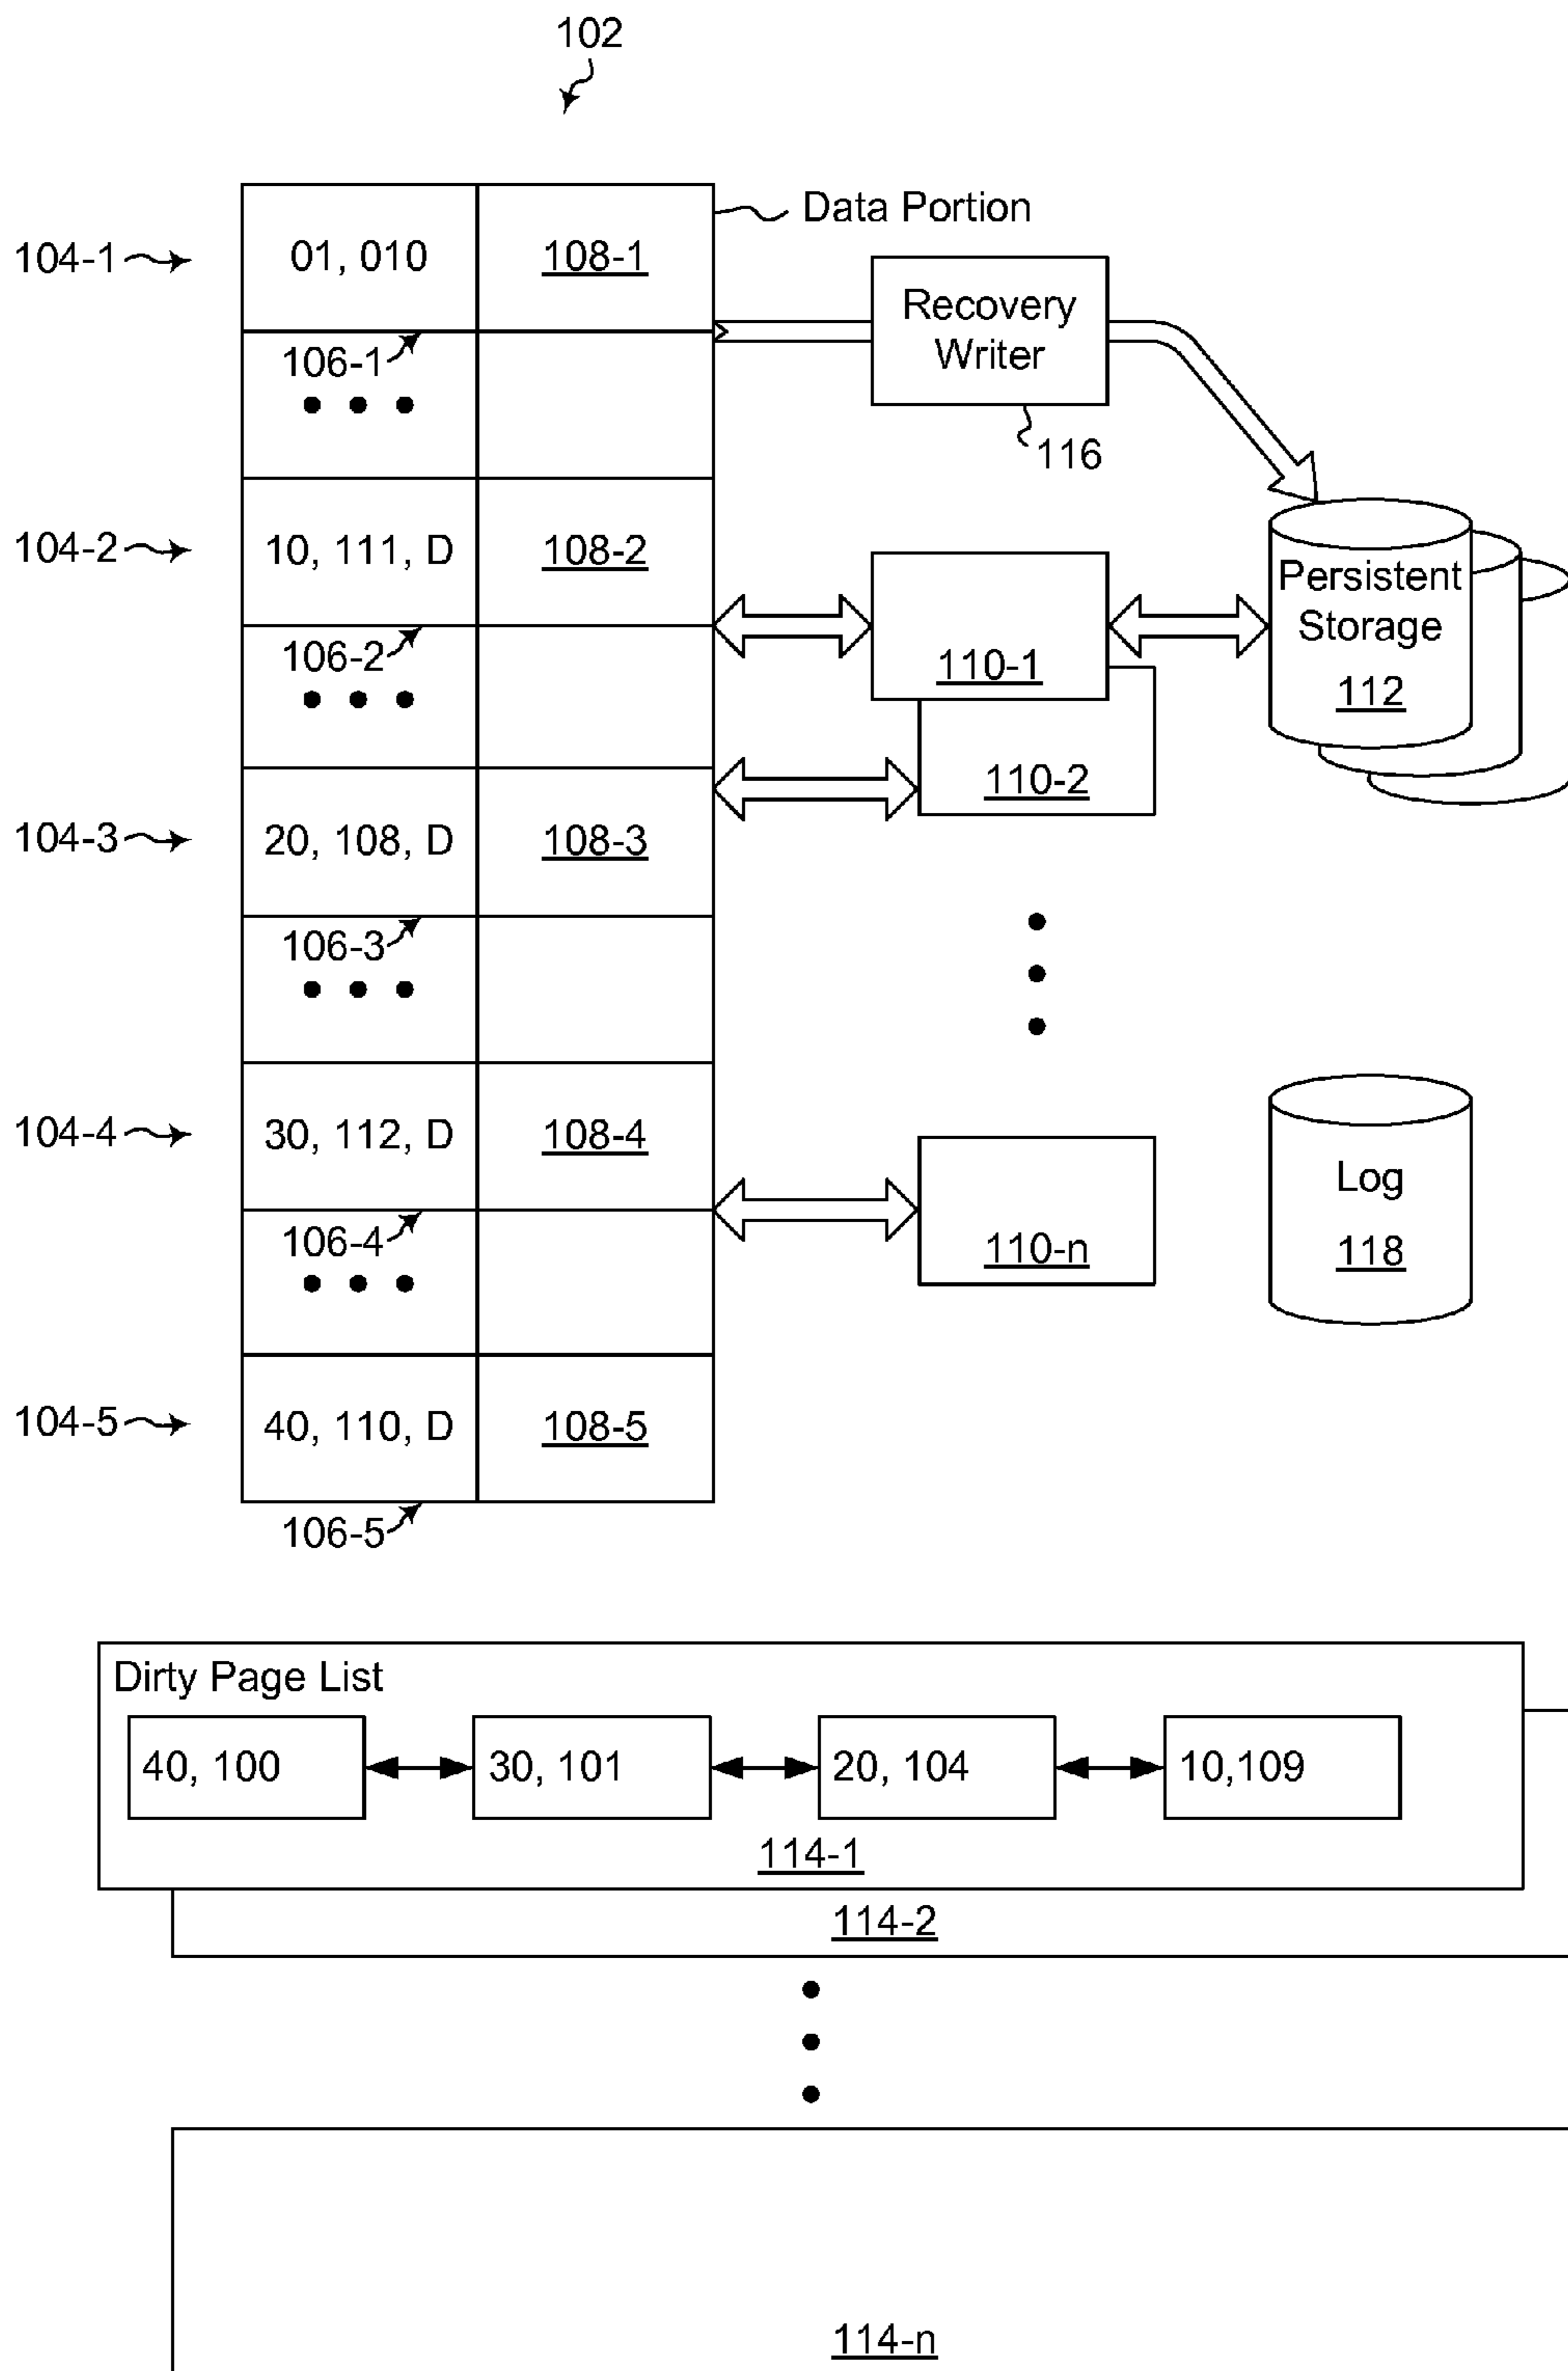 102
Data Portion
104-1
01, 010
108-1
Recovery
Writer
106-1
116
104-2
10, 111, D
108-2
Persistent
Storage
112
106-2
110-1
110-2
104-3
20, 108, D
108-3
106-3
104-4
30, 112, D
108-4
Log
118
106-4
110-n
104-5
40, 110, D
108-5
106-5
Dirty Page List
40, 100
30, 101
20, 104
10,109
114-1
114-2
114-n